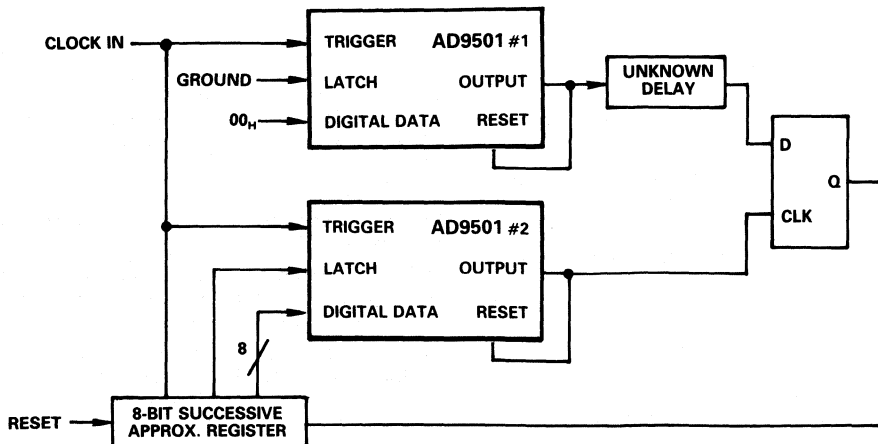 CLOCK IN
TRIGGER AD9501 #1
GROUND
LATCH
OUTPUT
00H
DIGITAL DATA
RESET
UNKNOWN
DELAY
D
Q
CLK
TRIGGER AD9501 #2
LATCH
OUTPUT
DIGITAL DATA
RESET
8
RESET
8-BIT SUCCESSIVE
APPROX. REGISTER